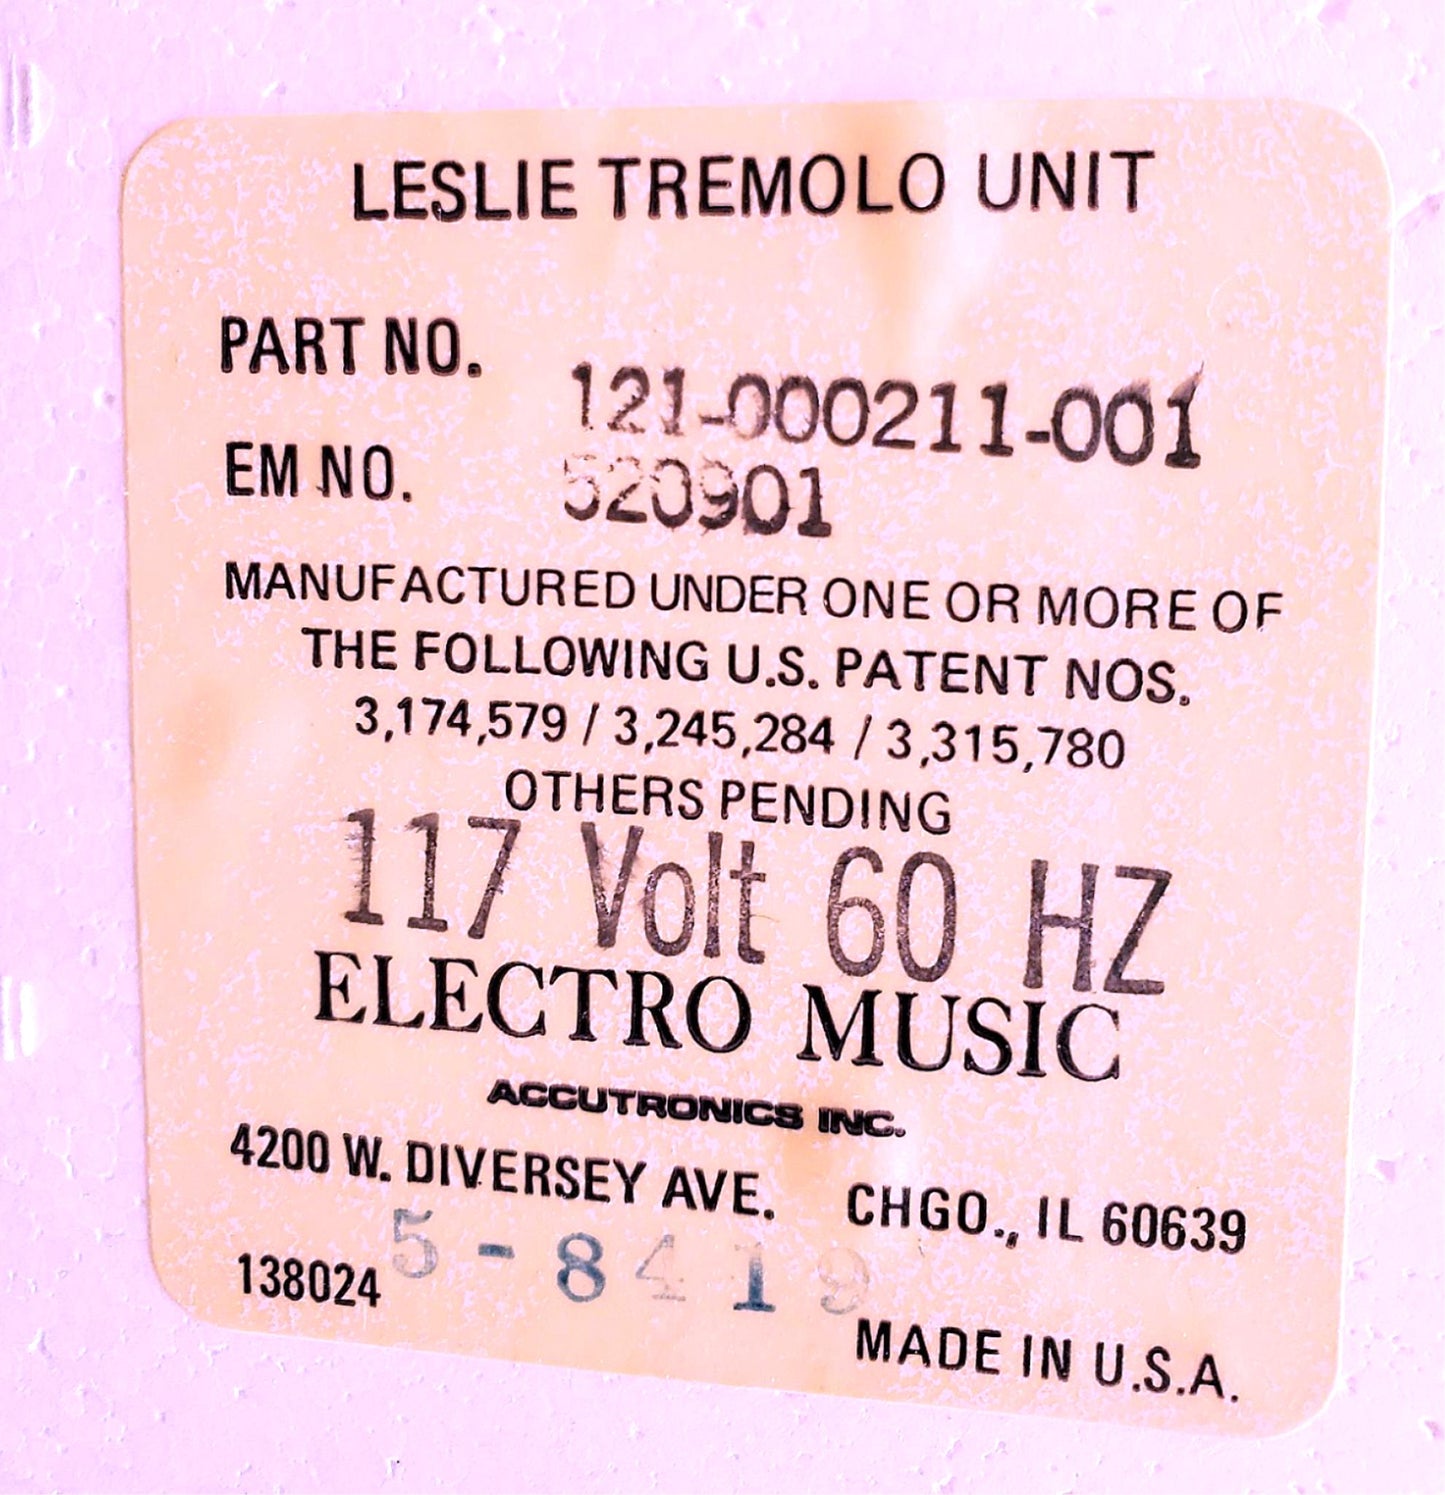 LESLIE TREMOLO UNIT
PART NO. 121-000211-001
EM NO. 520901
MANUFACTURED UNDER ONE OR MORE OF
THE FOLLOWING U.S. PATENT NOS.
3,174,579 / 3,245,284 / 3,315,780
OTHERS PENDING
117 Volt 60 HZ
ELECTRO MUSIC
ACCUTRONICS INC.
4200 W. DIVERSEY AVE. CHGO., IL 60639
5-8419
138024
MADE IN U.S.A.